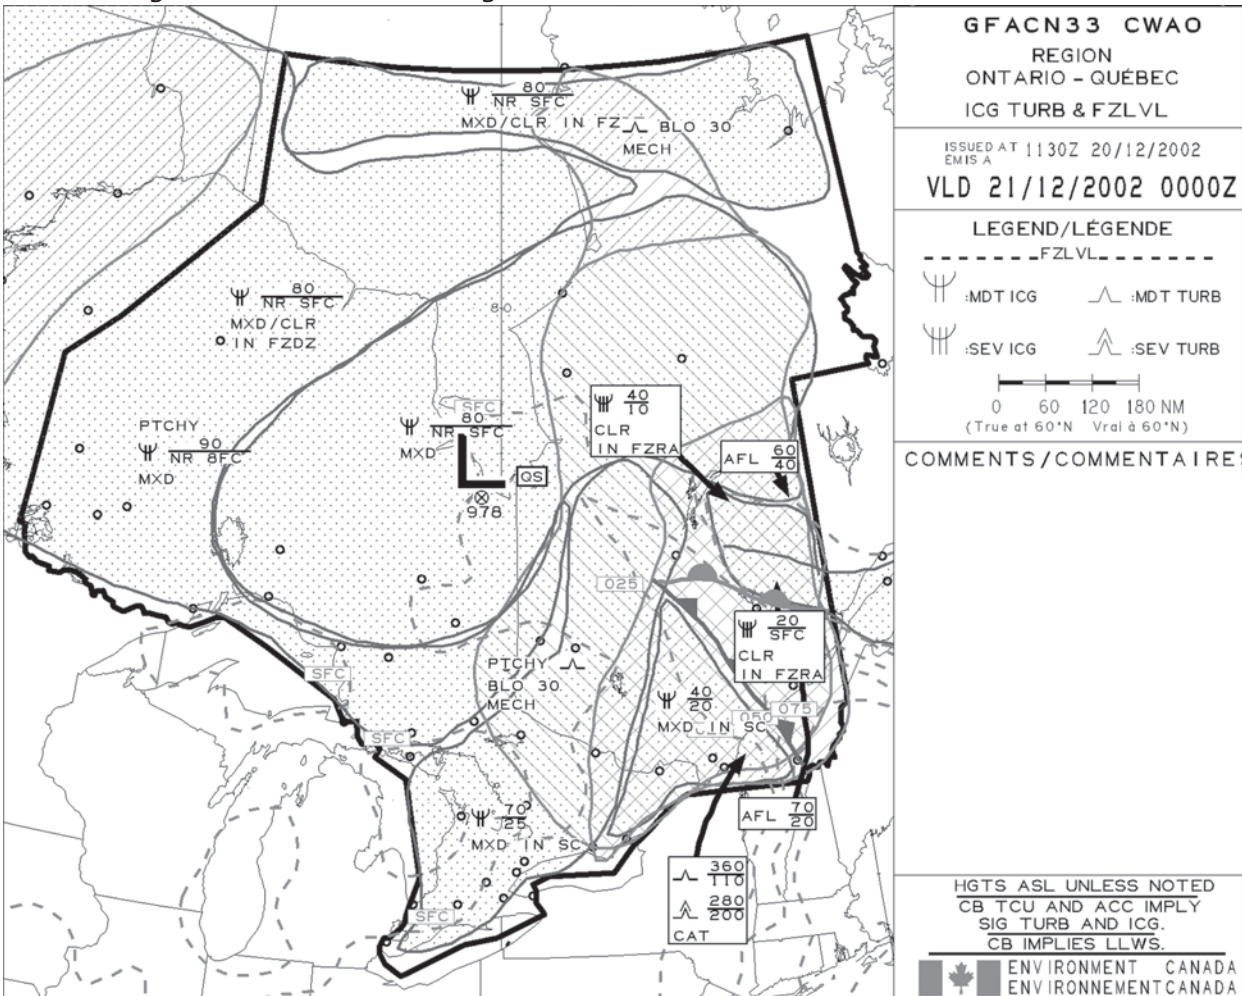 80
NR SFC
MXD/CLR IN FZ
BLO 30
MECH
80
NR SFC
MXD/CLR
IN FZDZ
80
PTCHY
90
NR SFC
MXD
SFC
80
NR SFC
MXD
QS
978
40
10
CLR
IN FZRA
AFL 60
40
025
20
SFC
CLR
IN FZRA
PTCHY
BLO 30
MECH
40
20
MXD IN SC
050
075
SFC
SFC
70
25
MXD IN SC
AFL 70
20
360
110
280
200
CAT
SFC
GFACN33 CWAO
REGION
ONTARIO - QUÉBEC
ICG TURB & FZLVL
ISSUED AT 1130Z 20/12/2002
ÉMIS A
VLD 21/12/2002 0000Z
LEGEND/LÉGENDE
FZLVL
:MDT ICG :MDT TURB
:SEV ICG :SEV TURB
0 60 120 180 NM
(True at 60°N Vrai à 60°N)
COMMENTS/COMMENTAIRES
HGTS ASL UNLESS NOTED
CB TCU AND ACC IMPLY
SIG TURB AND ICG.
CB IMPLIES LLWS.
ENVIRONMENT CANADA
ENVIRONNEMENT CANADA